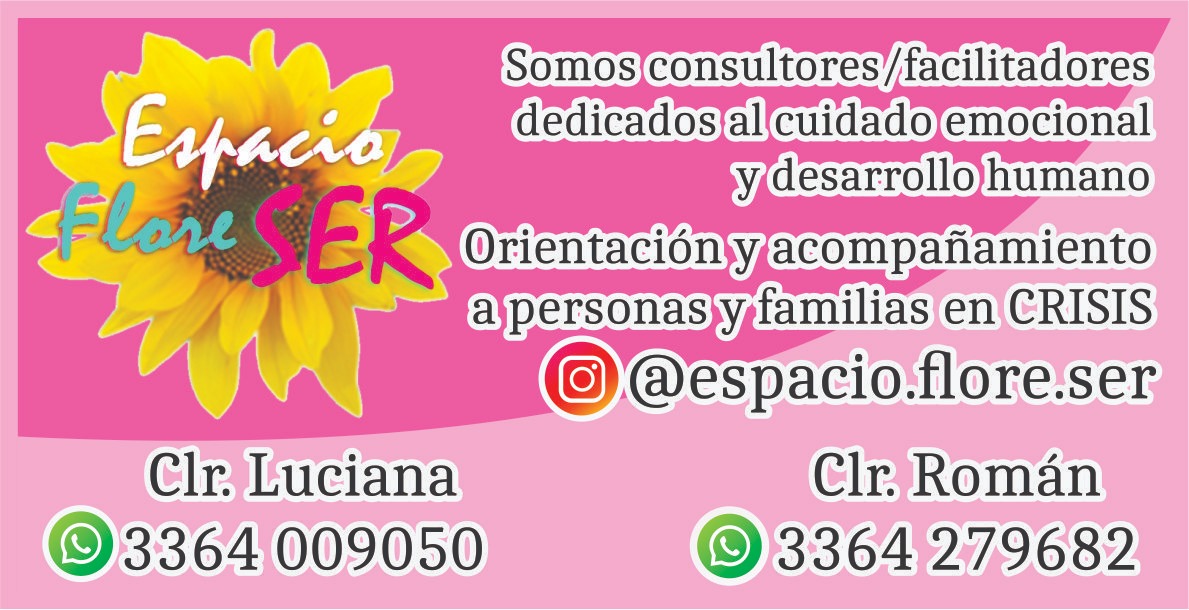 Espacio
Flore SER
Somos consultores/facilitadores
dedicados al cuidado emocional
y desarrollo humano
Orientación y acompañamiento
a personas y familias en CRISIS
@espacio.flore.ser
Clr. Luciana
3364 009050
Clr. Román
3364 279682